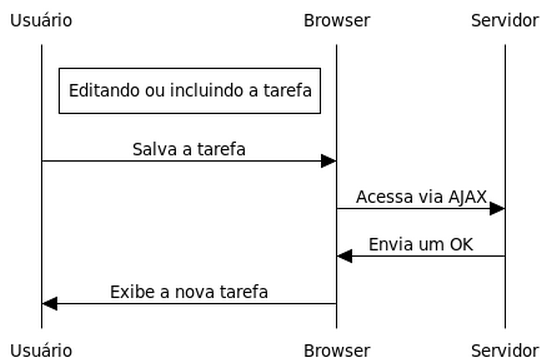 Usuário Browser Servidor
Editando ou incluindo a tarefa
Salva a tarefa
Acessa via AJAX
Envia um OK
Exibe a nova tarefa
Usuário Browser Servidor